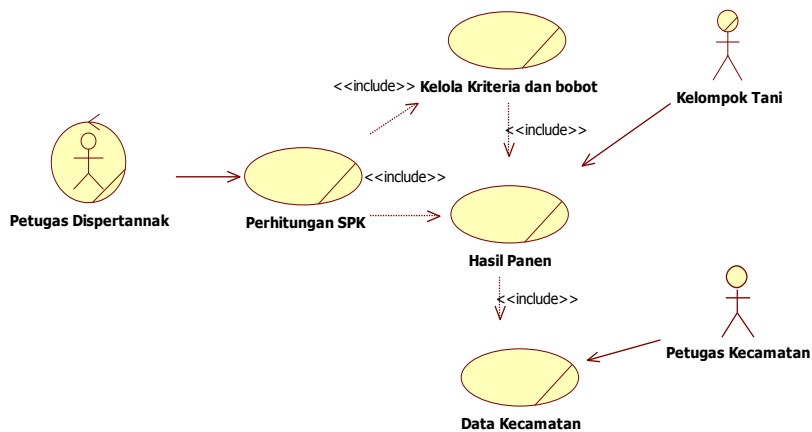 <<include>>
Kelola Kriteria dan bobot
Kelompok Tani
<<include>>
<<include>>
Petugas Dispertannak
Perhitungan SPK
Hasil Panen
<<include>>
Petugas Kecamatan
Data Kecamatan